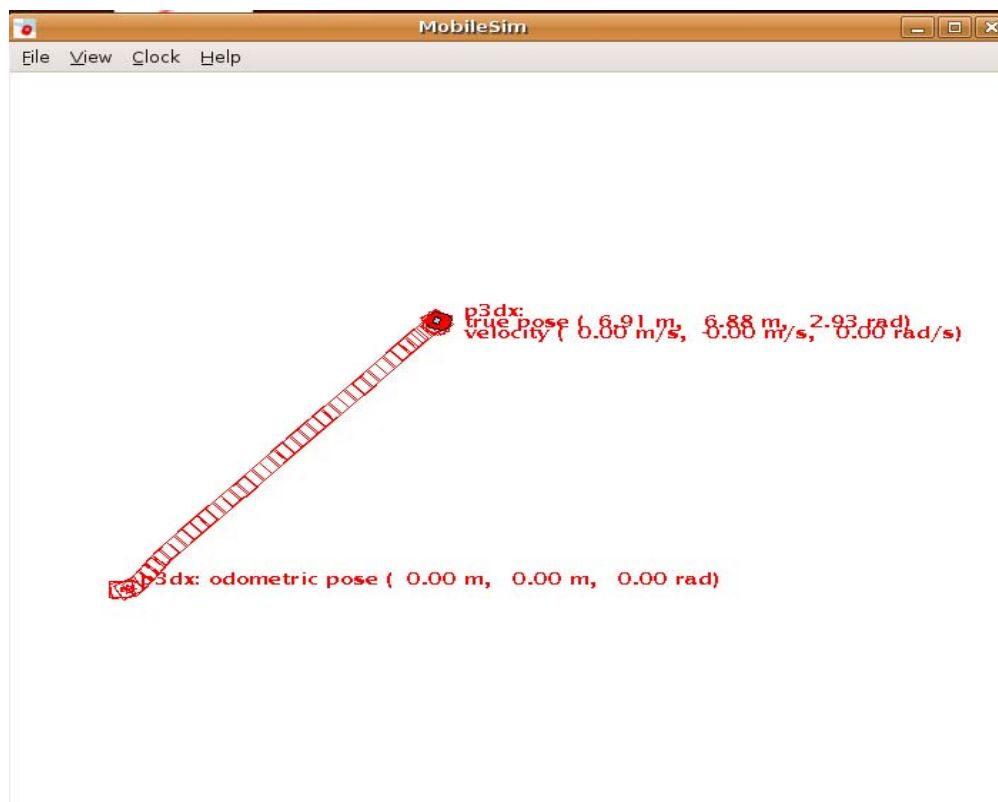 MobileSim
File View Clock Help
p3dx:
true pose ( 6.91 m, 6.88 m, 2.93 rad)
velocity ( 0.00 m/s, -0.00 m/s, 0.00 rad/s)
p3dx: odometric pose ( 0.00 m, 0.00 m, 0.00 rad)